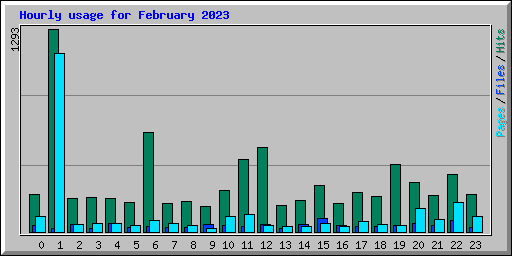 Hourly usage for February 2023
1293
Pages/Files/Hits
0 1 2 3 4 5 6 7 8 9 10 11 12 13 14 15 16 17 18 19 20 21 22 23